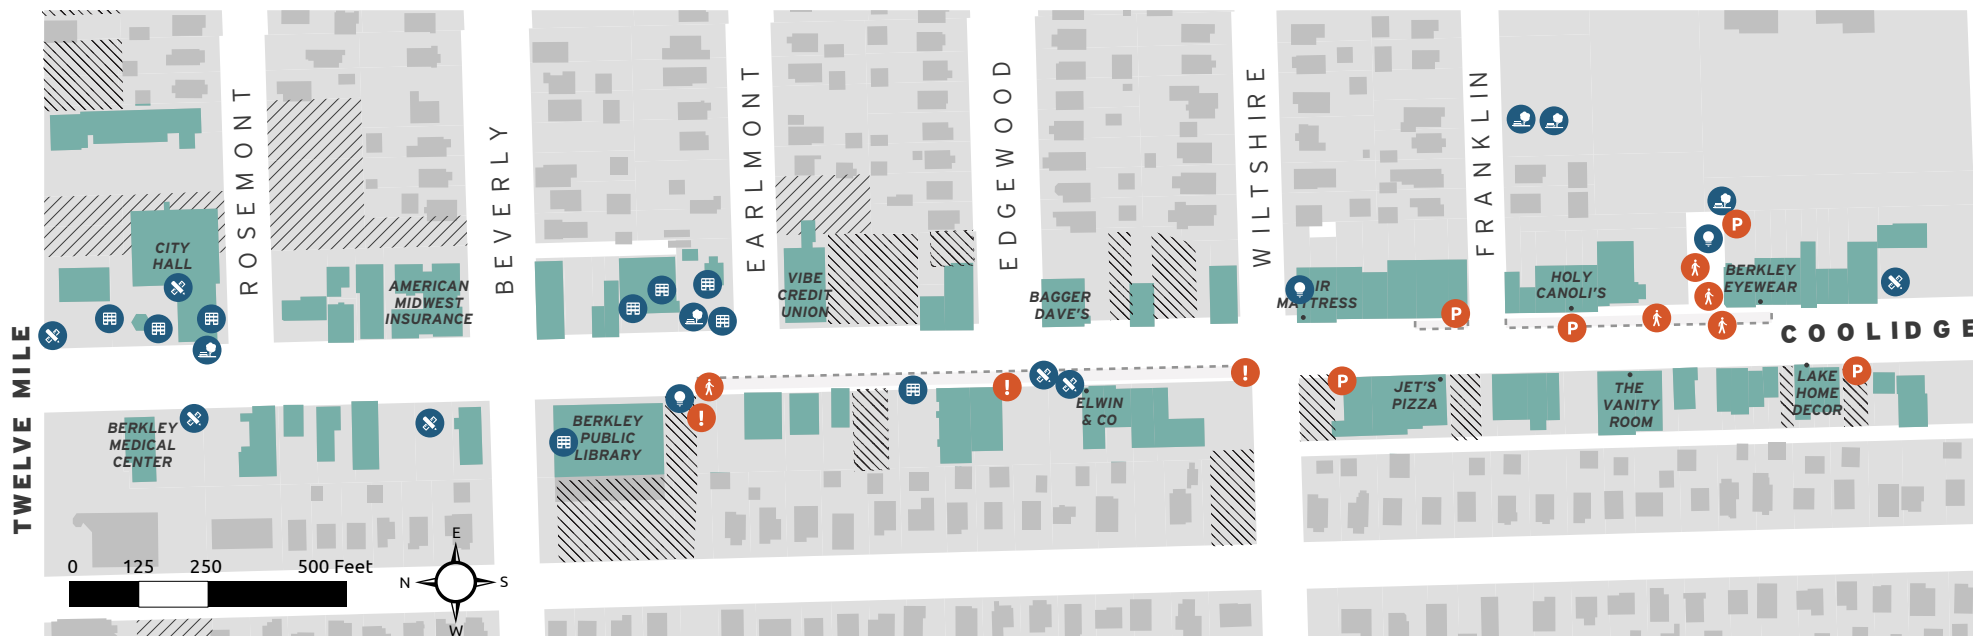 ROSEMONT
BEVERLY
EARLMONT
EDGEWOOD
WILTSHIRE
FRANKLIN
CITY
HALL
AMERICAN
MIDWEST
INSURANCE
VIBE
CREDIT
UNION
BAGGER
DAVE'S
IR
MATTRESS
HOLY
CANOLI'S
BERKLEY
EYEWEAR
P
P
P
COOLIDGE
TWELVE MILE
BERKLEY
MEDICAL
CENTER
BERKLEY
PUBLIC
LIBRARY
!
!
!
ELWIN
& CO
P
JET'S
PIZZA
THE
VANITY
ROOM
LAKE
HOME
DECOR
P
0 125 250 500 Feet
E
N S
W